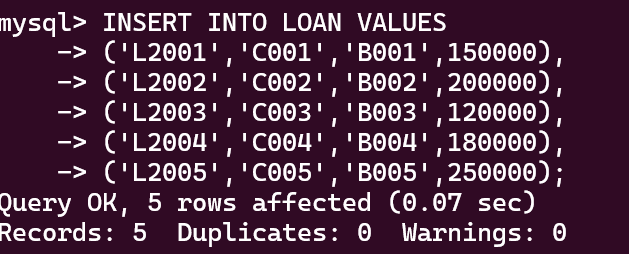 mysql> INSERT INTO LOAN VALUES
    -> ('L2001','C001','B001',150000),
    -> ('L2002','C002','B002',200000),
    -> ('L2003','C003','B003',120000),
    -> ('L2004','C004','B004',180000),
    -> ('L2005','C005','B005',250000);
Query OK, 5 rows affected (0.07 sec)
Records: 5  Duplicates: 0  Warnings: 0